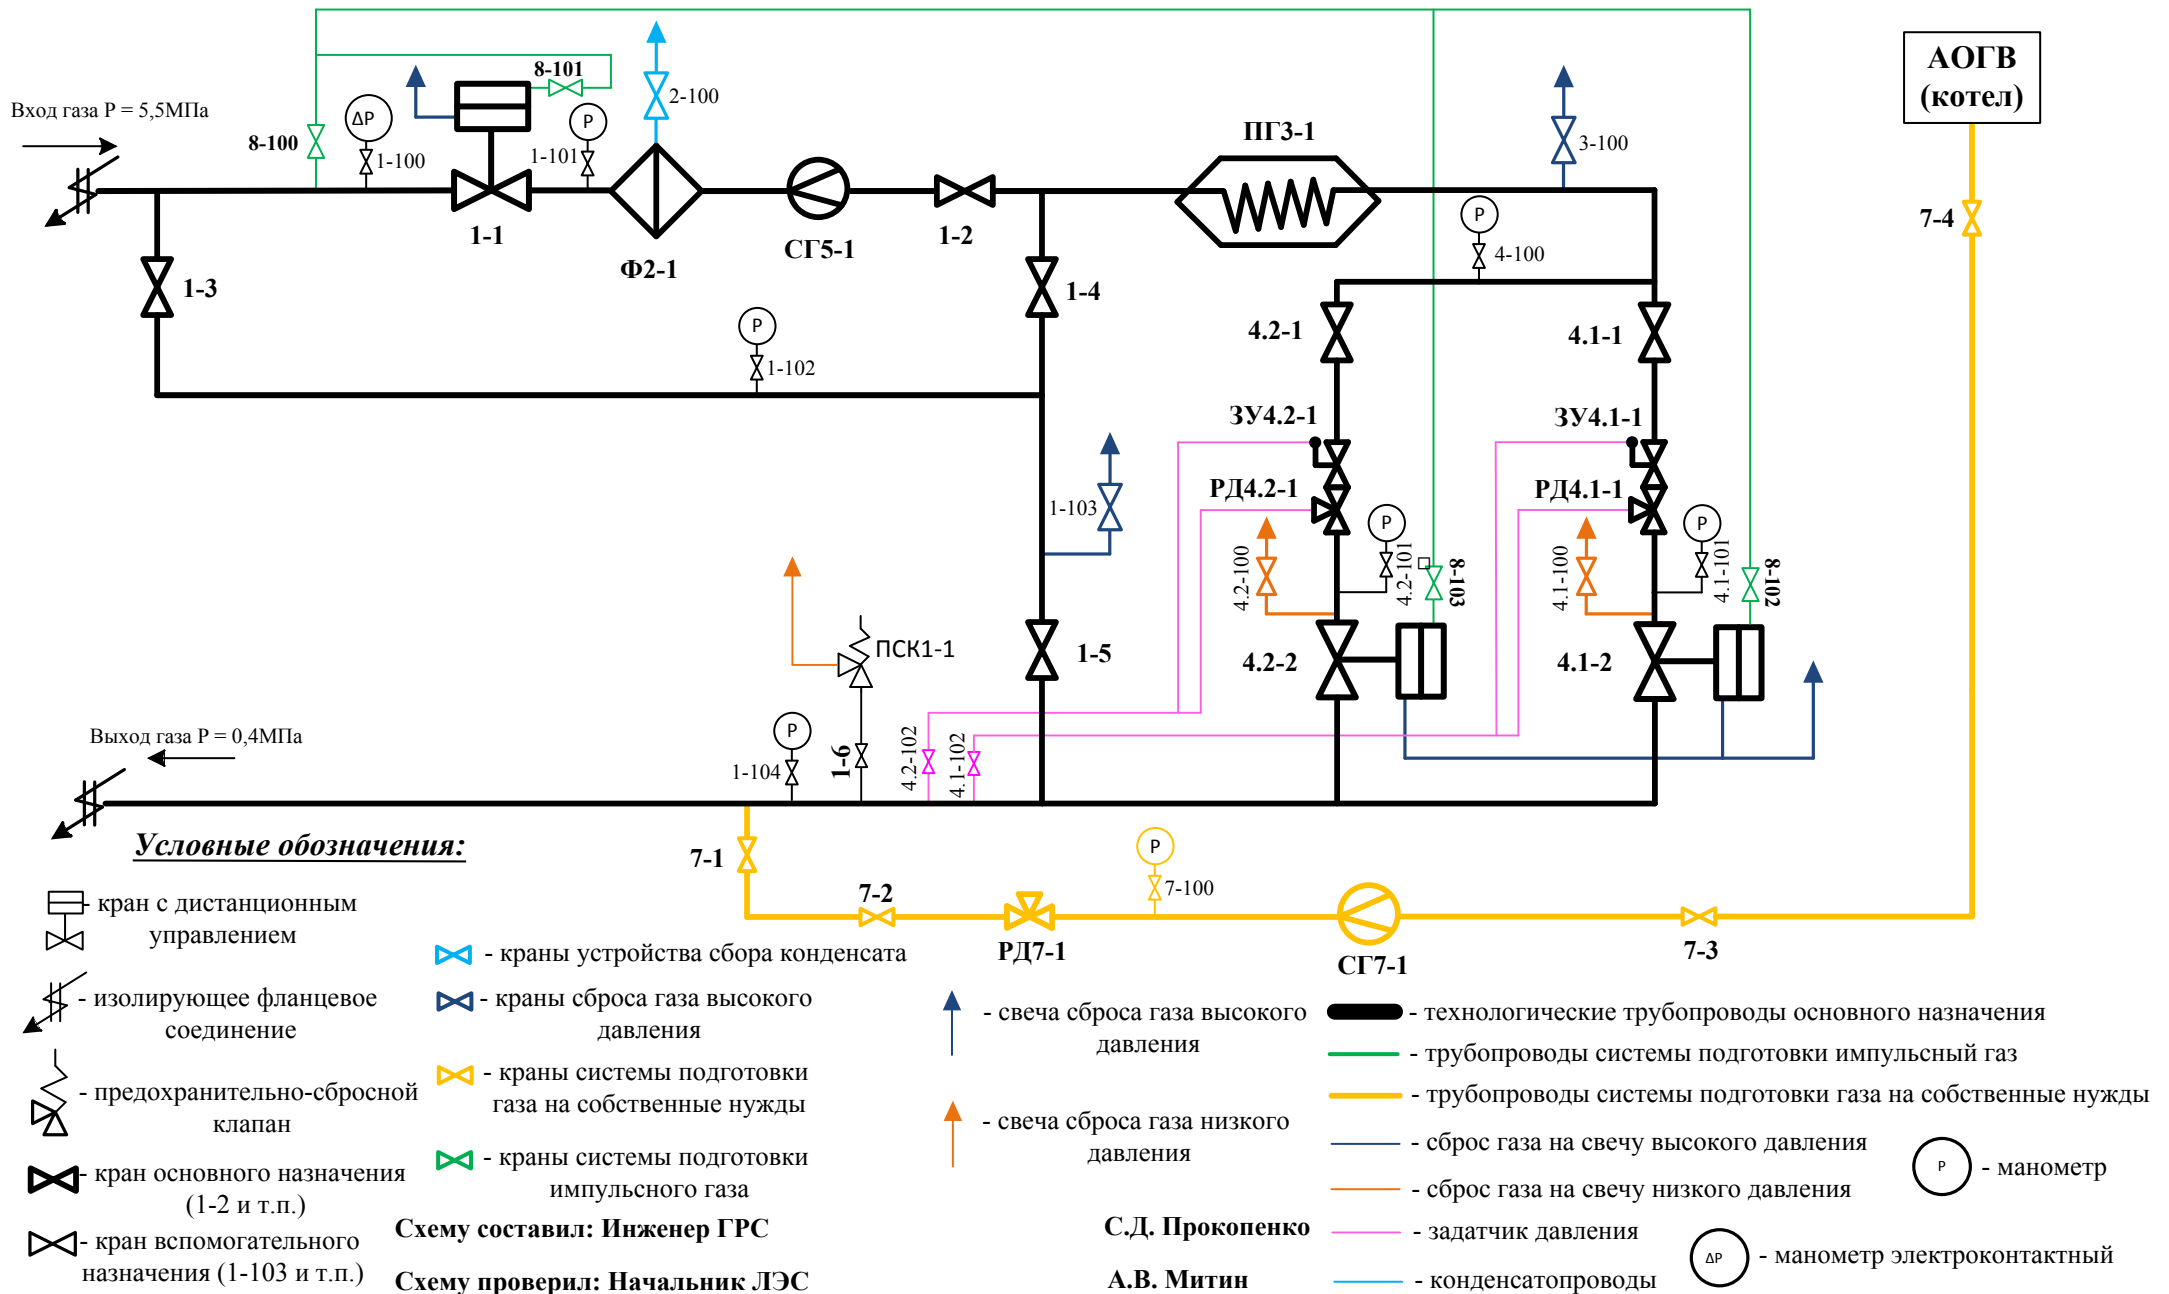 АОГВ
(котел)
Вход газа Р = 5,5МПа
8-100
ΔP
1-100
8-101
P
1-101
2-100
1-1
Ф2-1
СГ5-1
1-2
ПГ3-1
3-100
P
4-100
7-4
1-3
1-4
P
1-102
4.2-1
4.1-1
ЗУ4.2-1
ЗУ4.1-1
РД4.2-1
РД4.1-1
1-103
P
4.2-101
P
4.1-101
4.2-100
4.1-100
8-103
8-102
ПСК1-1
1-5
4.2-2
4.1-2
Выход газа Р = 0,4МПа
P
1-104
1-6
4.2-102
4.1-102
7-1
7-2
РД7-1
P
7-100
СГ7-1
7-3
Условные обозначения:
- кран с дистанционным
управлением
- изолирующее фланцевое
соединение
- предохранительно-сбросной
клапан
- кран основного назначения
(1-2 и т.п.)
- кран вспомогательного
назначения (1-103 и т.п.)
- краны устройства сбора конденсата
- краны сброса газа высокого
давления
- краны системы подготовки
газа на собственные нужды
- краны системы подготовки
импульсного газа
- свеча сброса газа высокого
давления
- свеча сброса газа низкого
давления
- технологические трубопроводы основного назначения
- трубопроводы системы подготовки импульсный газ
- трубопроводы системы подготовки газа на собственные нужды
- сброс газа на свечу высокого давления
- сброс газа на свечу низкого давления
- задатчик давления
- конденсатопроводы
P
- манометр
ΔP
- манометр электроконтактный
Схему составил: Инженер ГРС
С.Д. Прокопенко
Схему проверил: Начальник ЛЭС
А.В. Митин